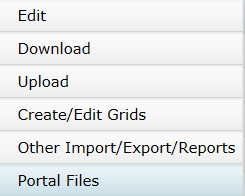 Edit
Download
Upload
Create/Edit Grids
Other Import/Export/Reports
Portal Files